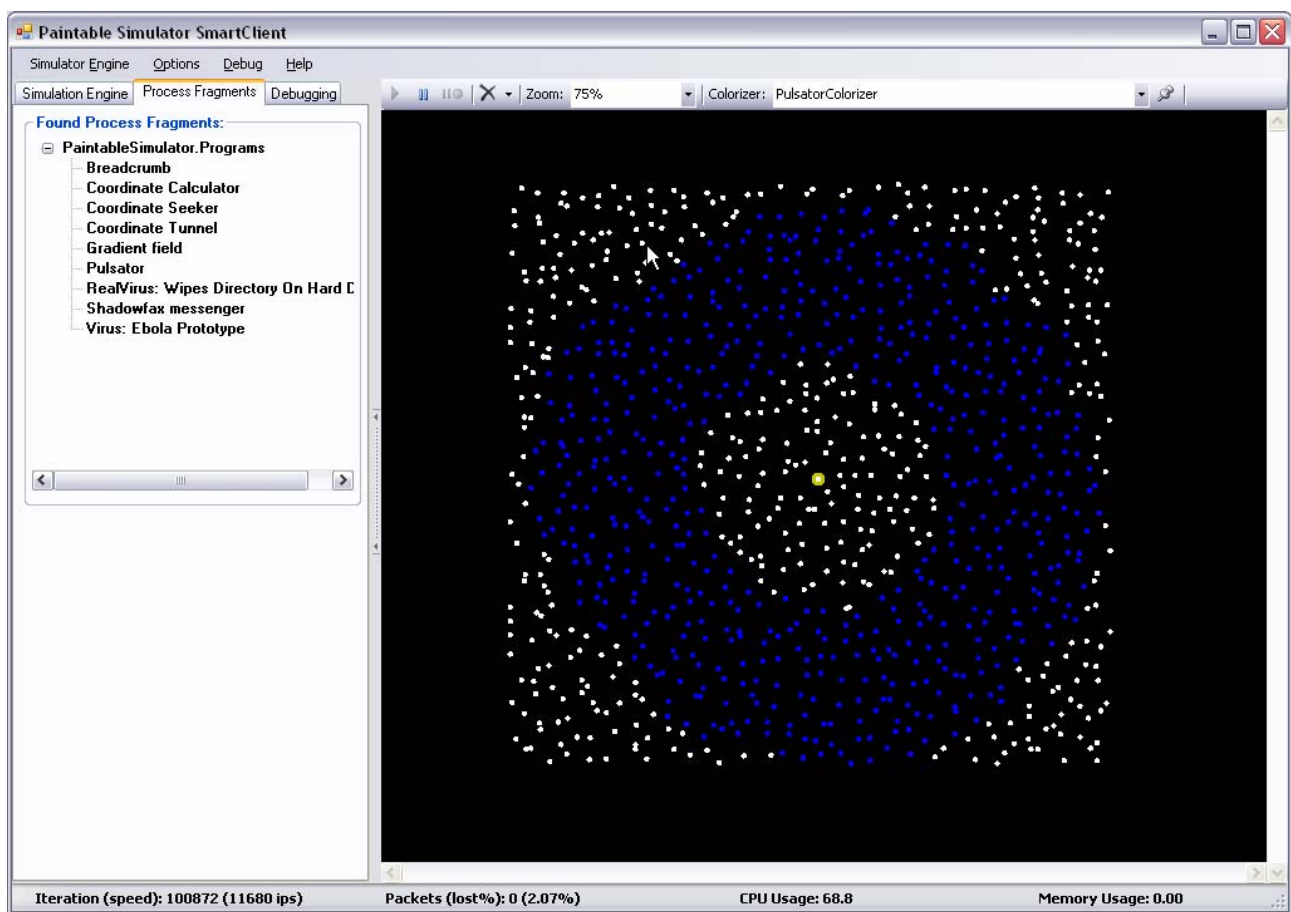 Paintable Simulator SmartClient
Simulator Engine Options Debug Help
Simulation Engine Process Fragments Debugging
Zoom: 75% Colorizer: PulsatorColorizer
Found Process Fragments:
PaintableSimulator.Programs
Breadcrumb
Coordinate Calculator
Coordinate Seeker
Coordinate Tunnel
Gradient field
Pulsator
RealVirus: Wipes Directory On Hard D
Shadowfax messenger
Virus: Ebola Prototype
Iteration (speed): 100872 (11680 ips) Packets (lost%): 0 (2.07%) CPU Usage: 68.8 Memory Usage: 0.00